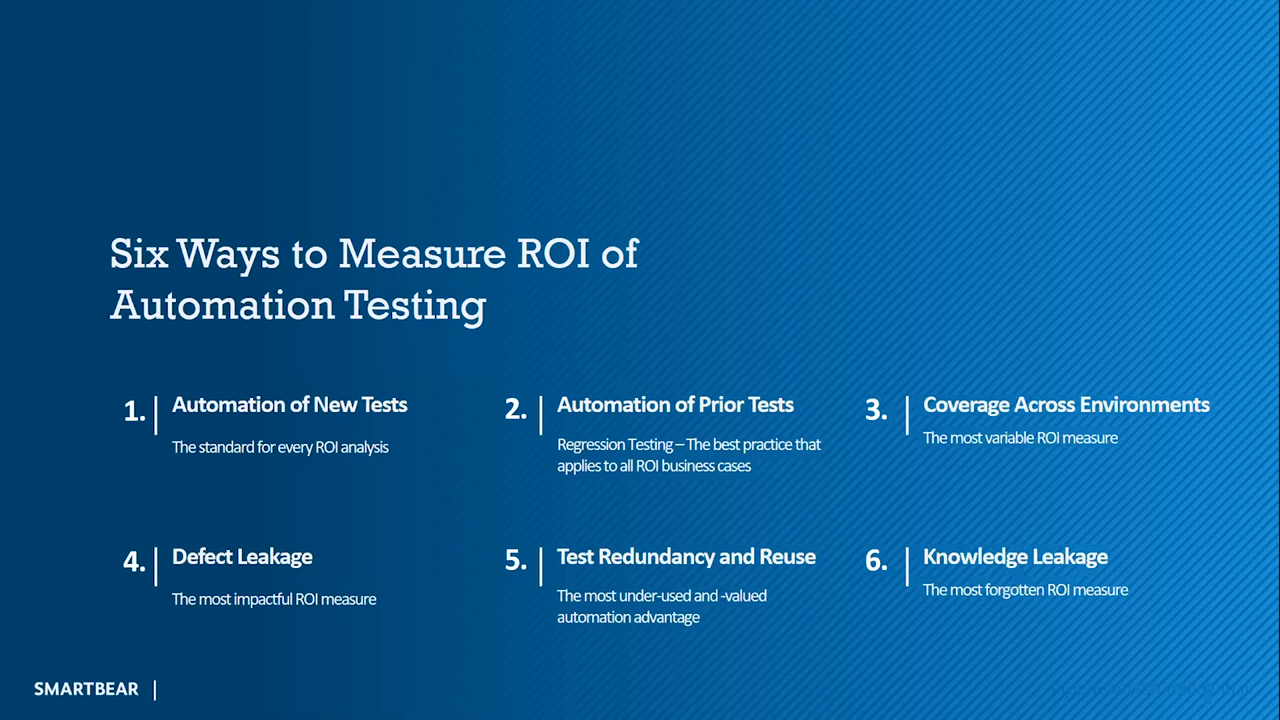 Six Ways to Measure ROI of
Automation Testing
1.
Automation of New Tests
The standard for every ROI analysis
2.
Automation of Prior Tests
Regression Testing – The best practice that
applies to all ROI business cases
3.
Coverage Across Environments
The most variable ROI measure
4.
Defect Leakage
The most impactful ROI measure
5.
Test Redundancy and Reuse
The most under-used and -valued
automation advantage
6.
Knowledge Leakage
The most forgotten ROI measure
SMARTBEAR